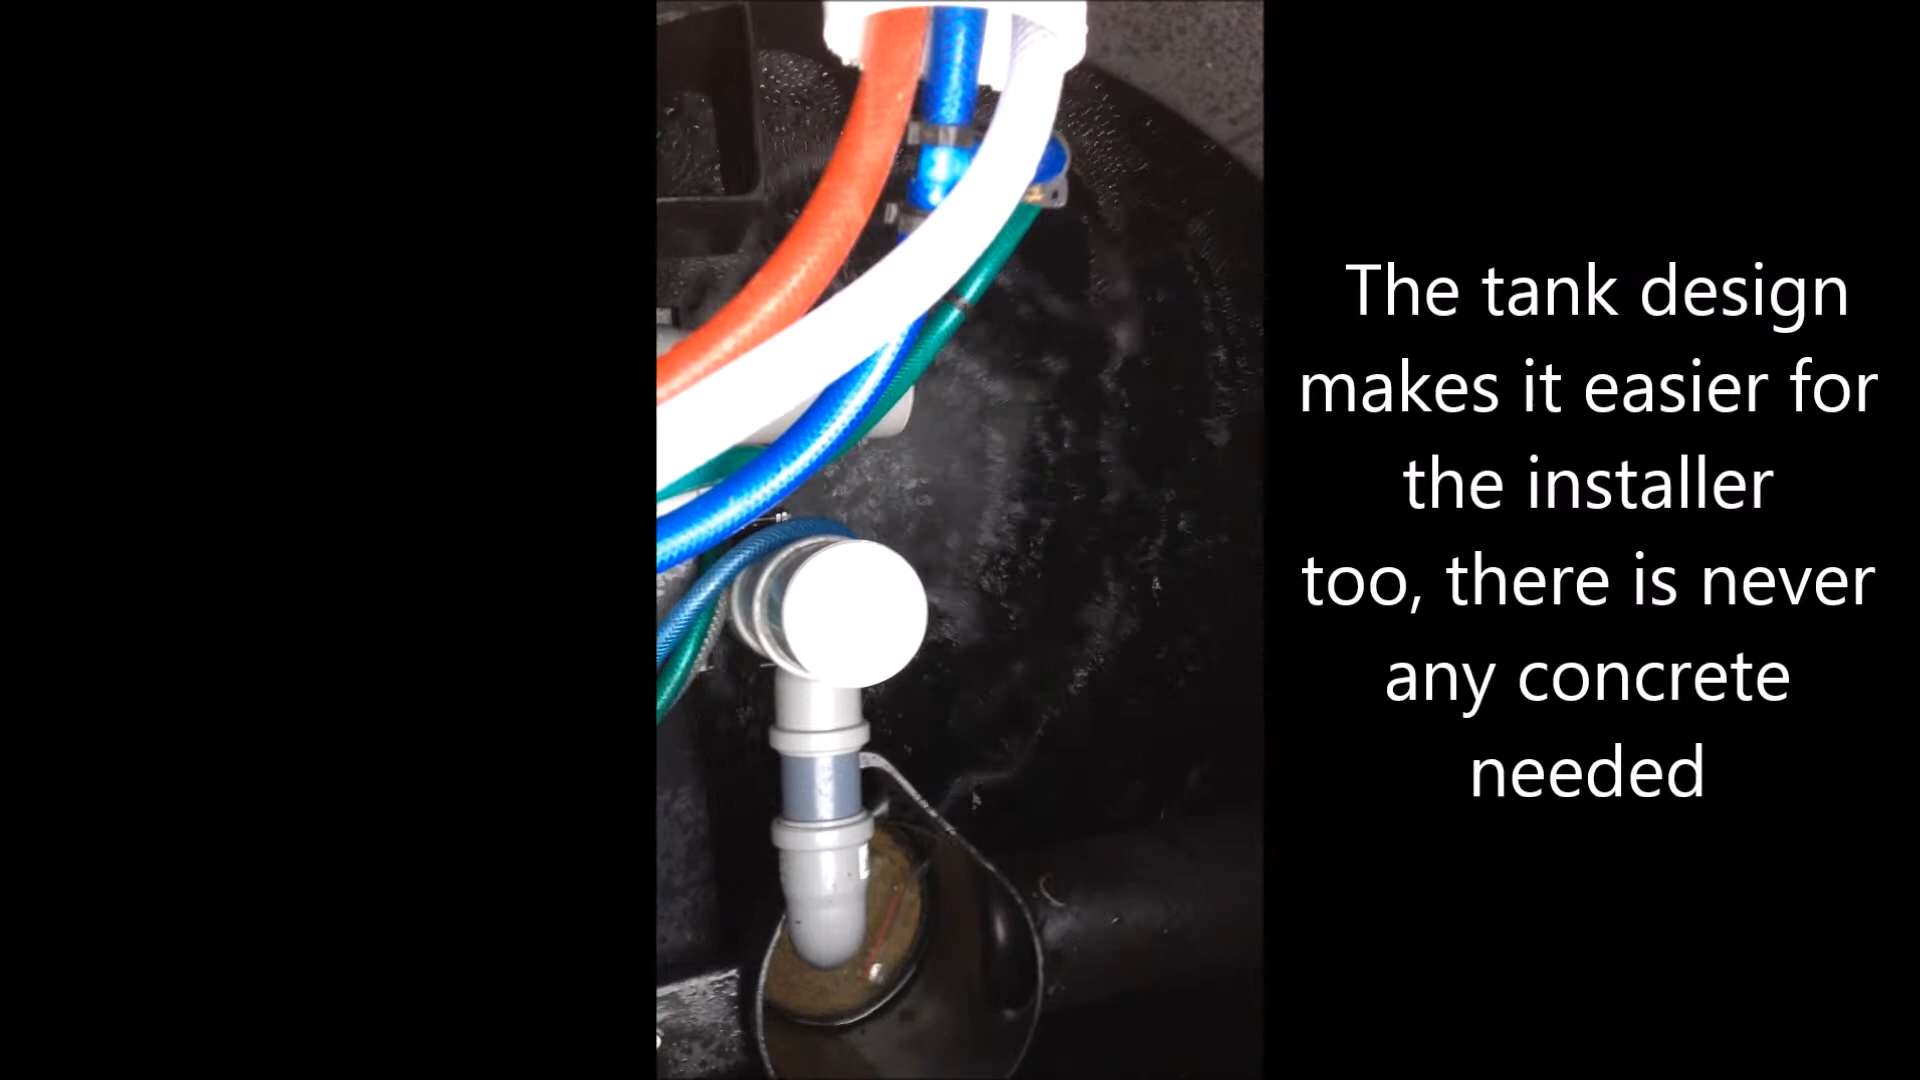 The tank design
makes it easier for
the installer
too, there is never
any concrete
needed